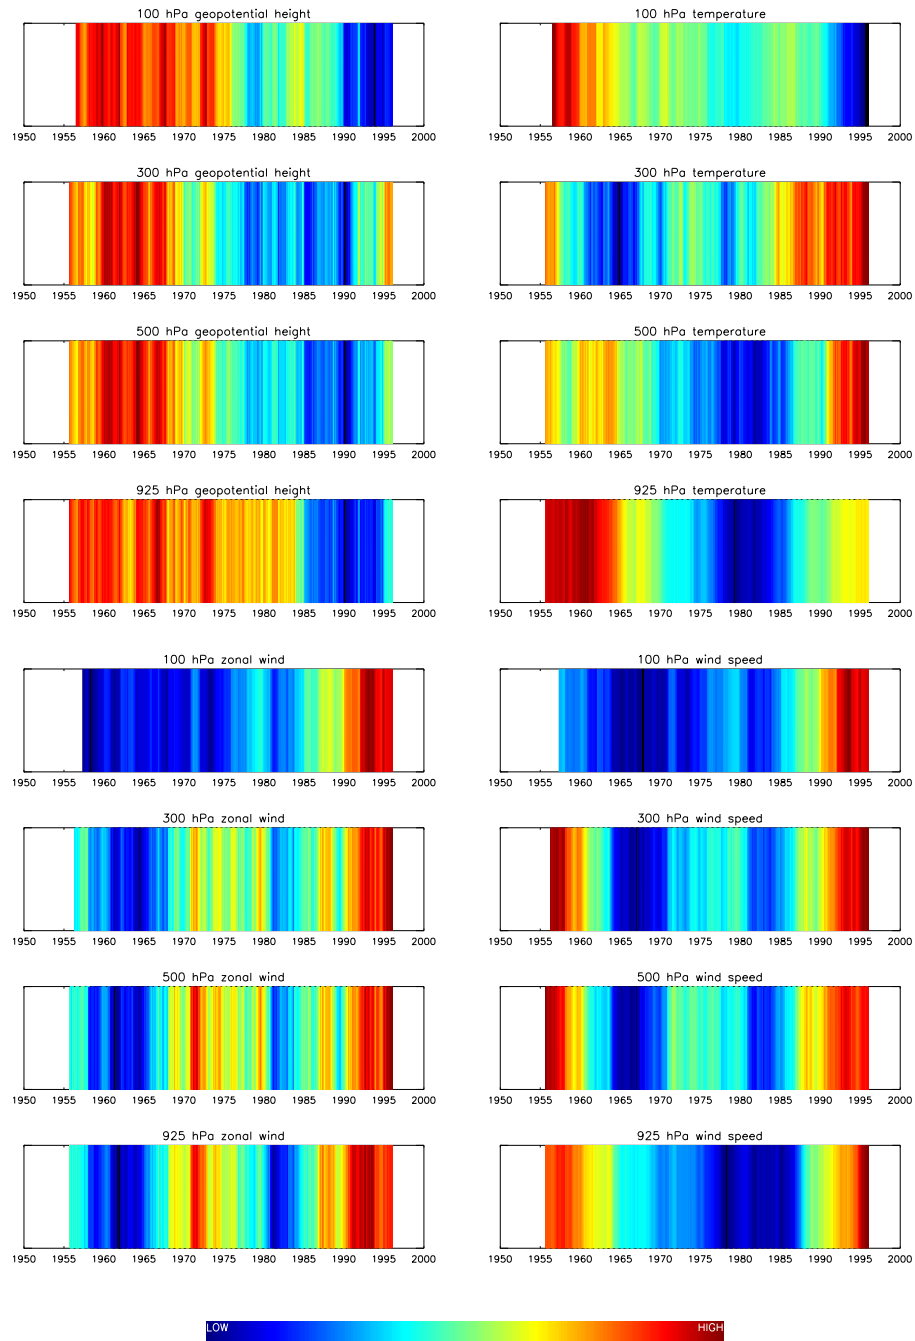 100 hPa geopotential height 100 hPa temperature
1950 1955 1960 1965 1970 1975 1980 1985 1990 1995 2000 1950 1955 1960 1965 1970 1975 1980 1985 1990 1995 2000
300 hPa geopotential height 300 hPa temperature
1950 1955 1960 1965 1970 1975 1980 1985 1990 1995 2000 1950 1955 1960 1965 1970 1975 1980 1985 1990 1995 2000
500 hPa geopotential height 500 hPa temperature
1950 1955 1960 1965 1970 1975 1980 1985 1990 1995 2000 1950 1955 1960 1965 1970 1975 1980 1985 1990 1995 2000
925 hPa geopotential height 925 hPa temperature
1950 1955 1960 1965 1970 1975 1980 1985 1990 1995 2000 1950 1955 1960 1965 1970 1975 1980 1985 1990 1995 2000
100 hPa zonal wind 100 hPa wind speed
1950 1955 1960 1965 1970 1975 1980 1985 1990 1995 2000 1950 1955 1960 1965 1970 1975 1980 1985 1990 1995 2000
300 hPa zonal wind 300 hPa wind speed
1950 1955 1960 1965 1970 1975 1980 1985 1990 1995 2000 1950 1955 1960 1965 1970 1975 1980 1985 1990 1995 2000
500 hPa zonal wind 500 hPa wind speed
1950 1955 1960 1965 1970 1975 1980 1985 1990 1995 2000 1950 1955 1960 1965 1970 1975 1980 1985 1990 1995 2000
925 hPa zonal wind 925 hPa wind speed
1950 1955 1960 1965 1970 1975 1980 1985 1990 1995 2000 1950 1955 1960 1965 1970 1975 1980 1985 1990 1995 2000
LOW HIGH